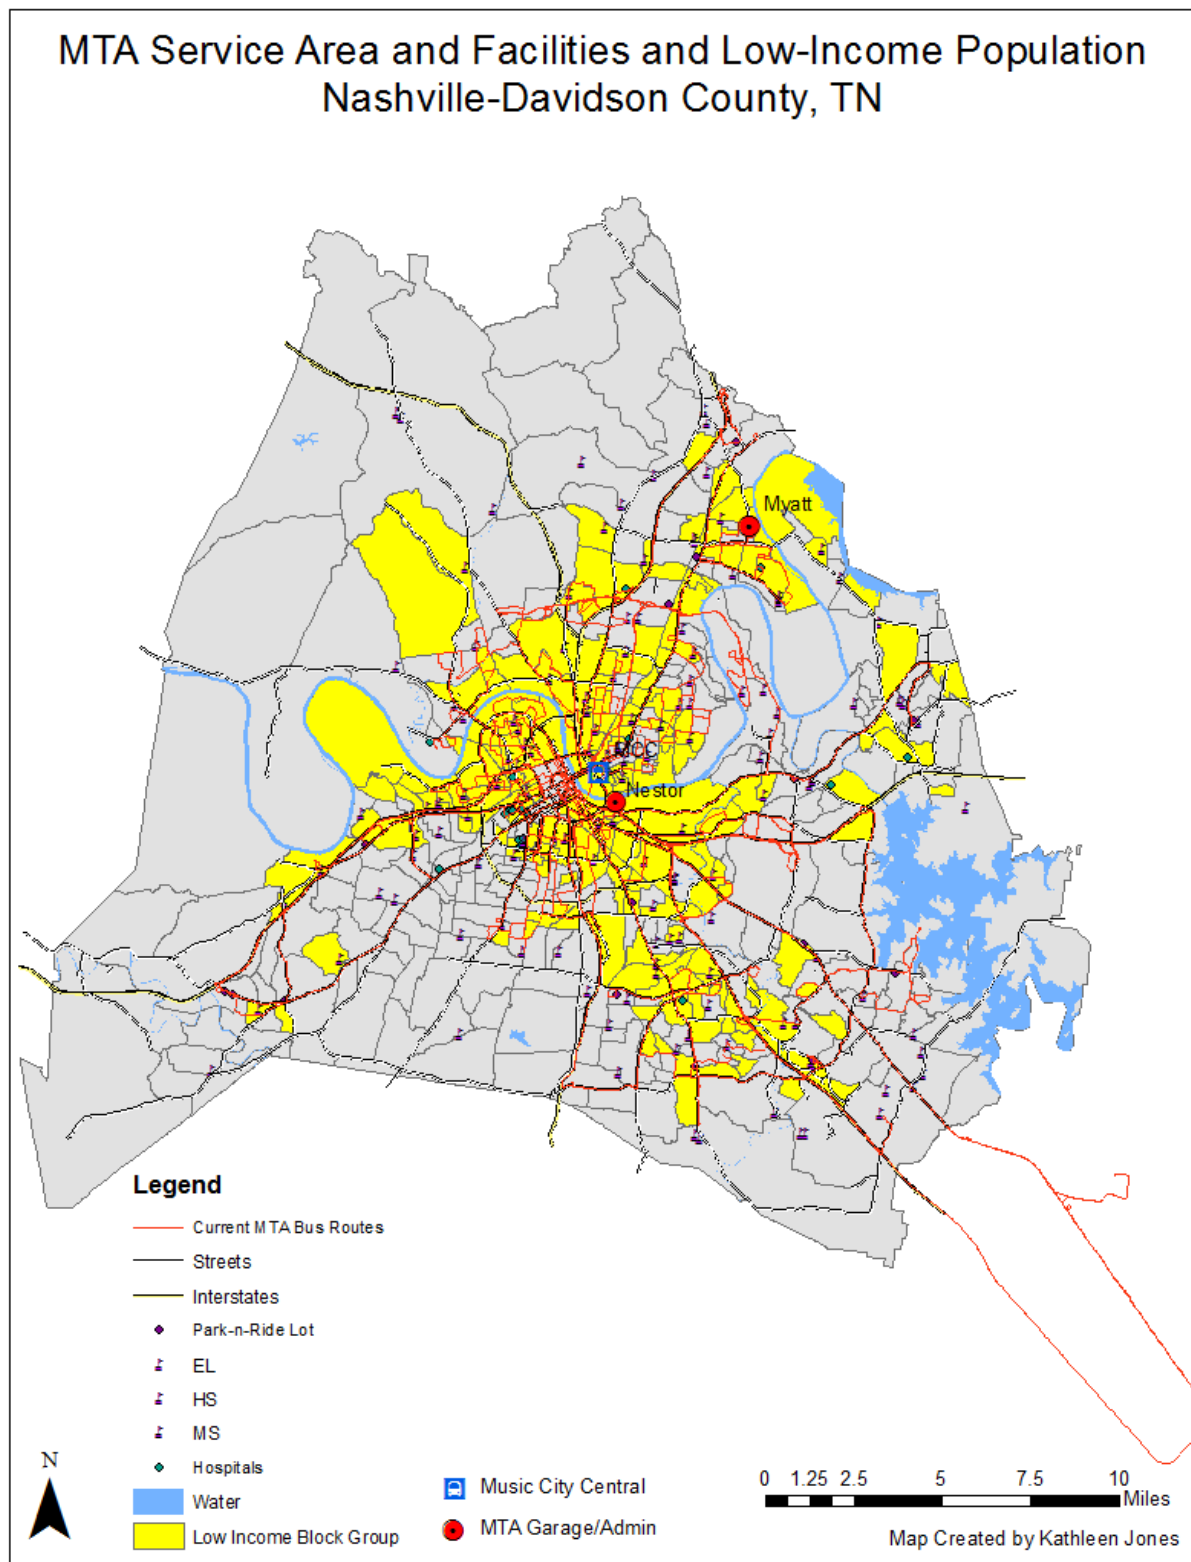 MTA Service Area and Facilities and Low-Income Population
Nashville-Davidson County, TN
Myatt
MCC
Nestor
Legend
Current MTA Bus Routes
Streets
Interstates
Park-n-Ride Lot
EL
HS
MS
Hospitals
Water
Low Income Block Group
N
Music City Central
MTA Garage/Admin
0 1.25 2.5 5 7.5 10
Miles
Map Created by Kathleen Jones